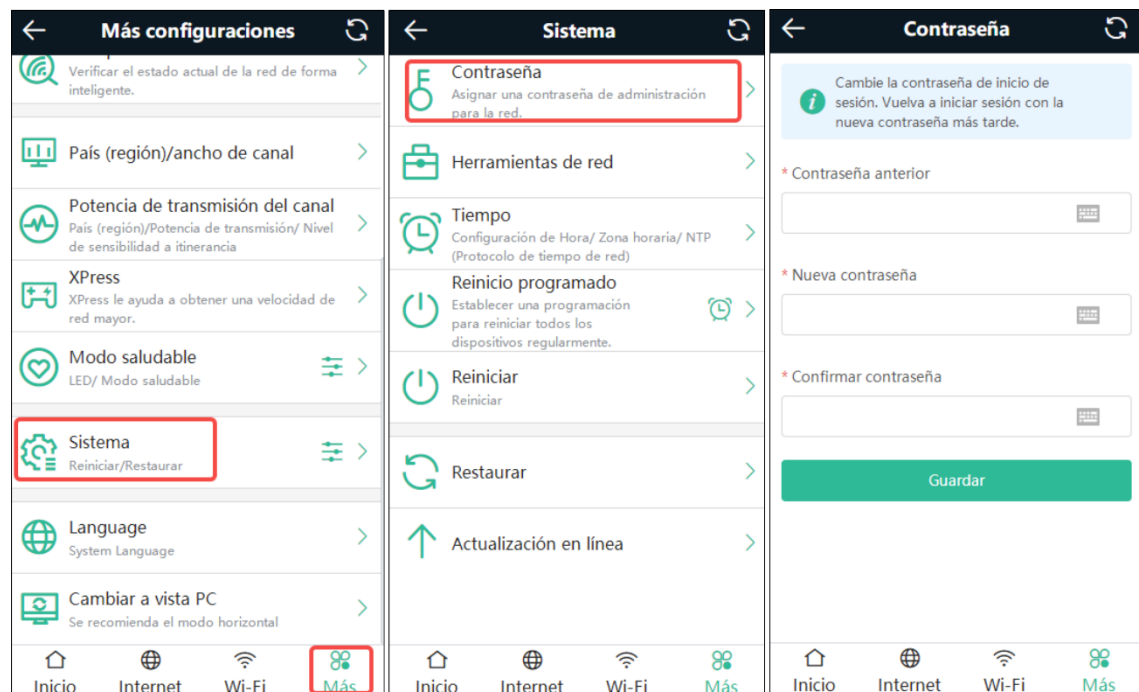 Más configuraciones
Verificar el estado actual de la red de forma
inteligente.
País (región)/ancho de canal
Potencia de transmisión del canal
País (región)/Potencia de transmisión/ Nivel
de sensibilidad a itinerancia
XPress
XPress le ayuda a obtener una velocidad de
red mayor.
Modo saludable
LED/ Modo saludable
Sistema
Reiniciar/Restaurar
Language
System Language
Cambiar a vista PC
Se recomienda el modo horizontal
Inicio Internet Wi-Fi Más
Sistema
Contraseña
Asignar una contraseña de administración
para la red.
Herramientas de red
Tiempo
Configuración de Hora/ Zona horaria/ NTP
(Protocolo de tiempo de red)
Reinicio programado
Establecer una programación
para reiniciar todos los
dispositivos regularmente.
Reiniciar
Reiniciar
Restaurar
Actualización en línea
Inicio Internet Wi-Fi Más
Contraseña
Cambie la contraseña de inicio de
sesión. Vuelva a iniciar sesión con la
nueva contraseña más tarde.
* Contraseña anterior
* Nueva contraseña
* Confirmar contraseña
Guardar
Inicio Internet Wi-Fi Más